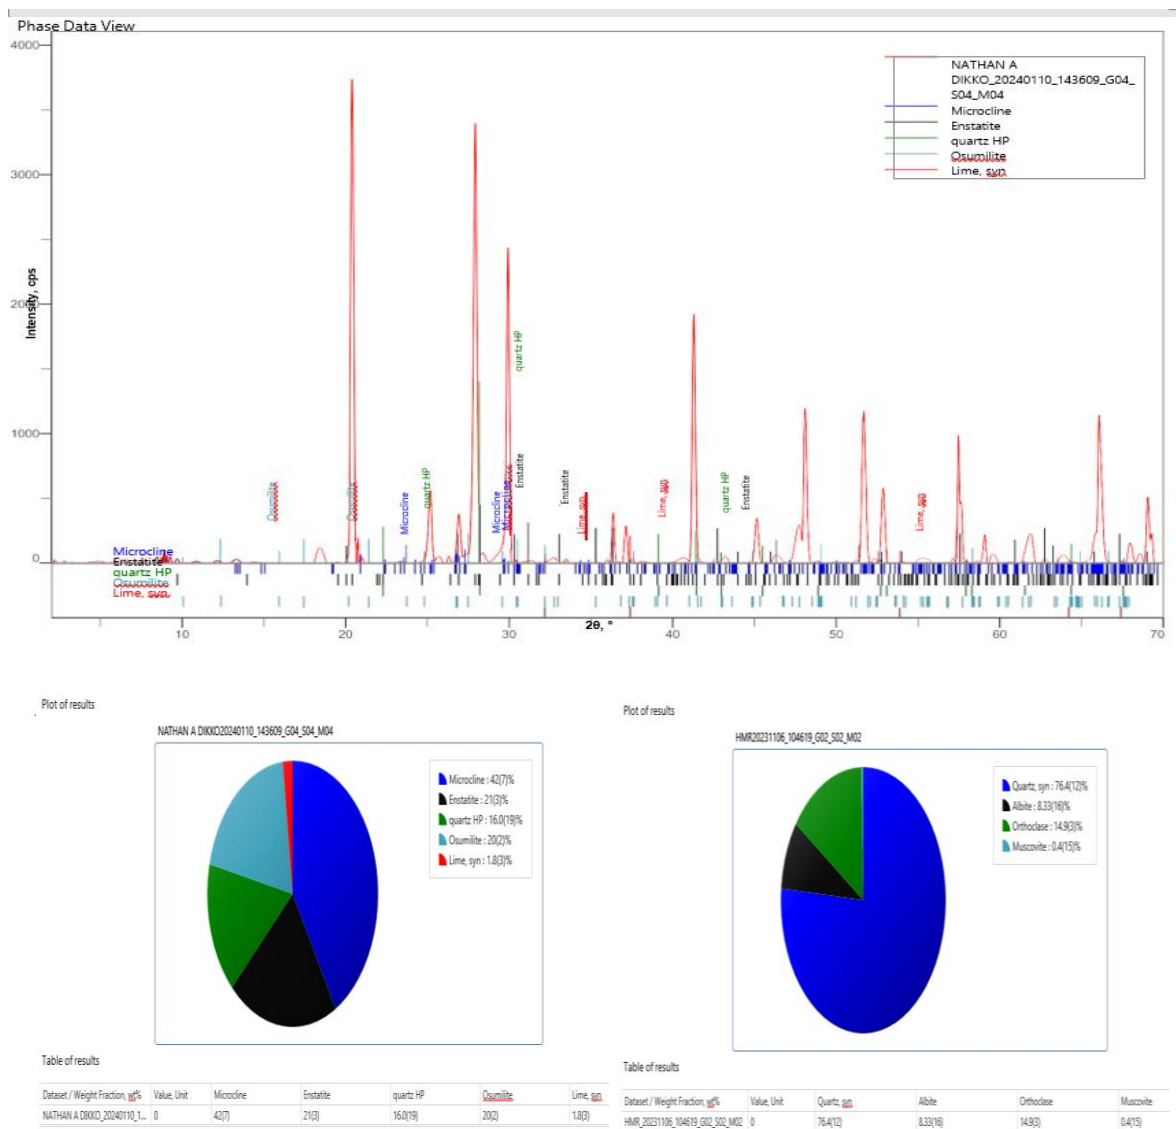 Phase Data View
4000
3000
2000
1000
0
Intensity, cps
NATHAN A
DIKKO_20240110_143609_G04_
S04_M04
Microcline
Enstatite
quartz HP
Osumilite
Lime, syn
quartz HP
Osumilite
Osumilite
Microcline
quartz HP
Microcline
Microcline
Enstatite
Enstatite
Lime, syn
Lime, syn
quartz HP
Enstatite
Lime, syn
Microcline
Enstatite
quartz HP
Osumilite
Lime, syn
10
20
30
40
50
60
70
2θ, °
Plot of results
NATHAN A DIKKO20240110_143609_G04_S04_M04
Microcline : 42(7)%
Enstatite : 21(3)%
quartz HP : 16.0(19)%
Osumilite : 20(2)%
Lime, syn : 1.8(3)%
Table of results
Dataset / Weight Fraction, wt% Value, Unit Microcline Enstatite quartz HP Osumilite Lime, syn
NATHAN A DIKKO_20240110_1... 0 42(7) 21(3) 16.0(19) 20(2) 1.8(3)
Plot of results
HMR20231106_104619_G02_S02_M02
Quartz, syn : 76.4(12)%
Albite : 8.33(16)%
Orthoclase : 14.9(3)%
Muscovite : 0.4(15)%
Table of results
Dataset / Weight Fraction, wt% Value, Unit Quartz, syn Albite Orthoclase Muscovite
HMR_20231106_104619_G02_S02_M02 0 76.4(12) 8.33(16) 14.9(3) 0.4(15)